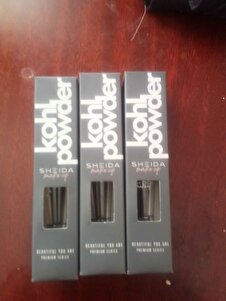 kohl
powder
SHEIDA
make up
BEAUTIFUL YOU ARE
PREMIUM SERIES
kohl
powder
SHEIDA
make up
BEAUTIFUL YOU ARE
PREMIUM SERIES
kohl
powder
SHEIDA
make up
BEAUTIFUL YOU ARE
PREMIUM SERIES